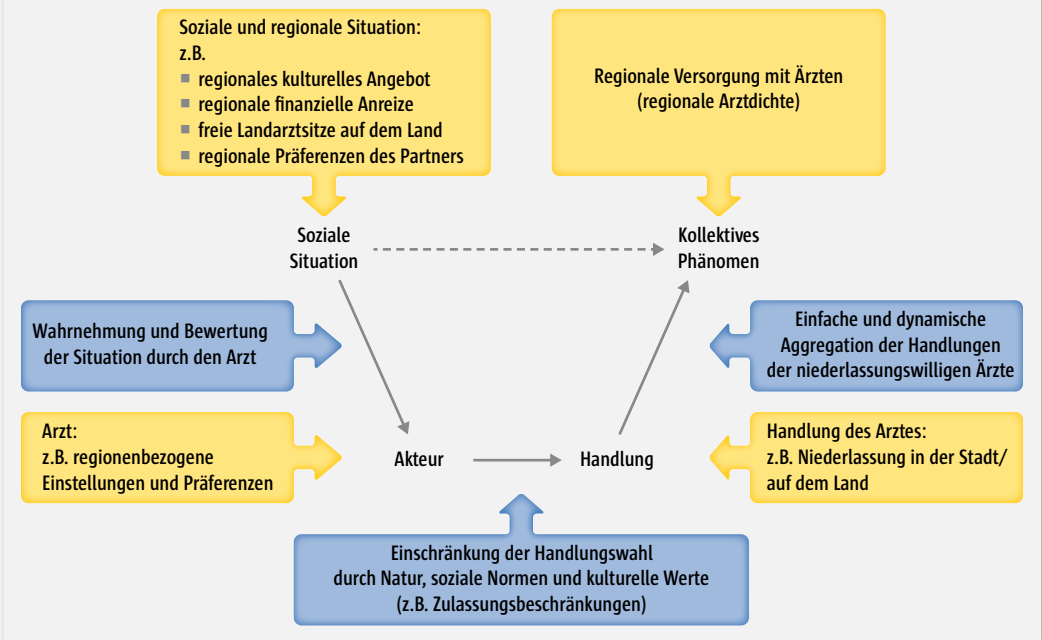 Soziale und regionale Situation:
z.B.
▪ regionales kulturelles Angebot
▪ regionale finanzielle Anreize
▪ freie Landarztsitze auf dem Land
▪ regionale Präferenzen des Partners
Regionale Versorgung mit Ärzten
(regionale Arztdichte)
Soziale
Situation
Kollektives
Phänomen
Wahrnehmung und Bewertung
der Situation durch den Arzt
Einfache und dynamische
Aggregation der Handlungen
der niederlassungswilligen Ärzte
Arzt:
z.B. regionenbezogene
Einstellungen und Präferenzen
Akteur
Handlung
Handlung des Arztes:
z.B. Niederlassung in der Stadt/
auf dem Land
Einschränkung der Handlungswahl
durch Natur, soziale Normen und kulturelle Werte
(z.B. Zulassungsbeschränkungen)